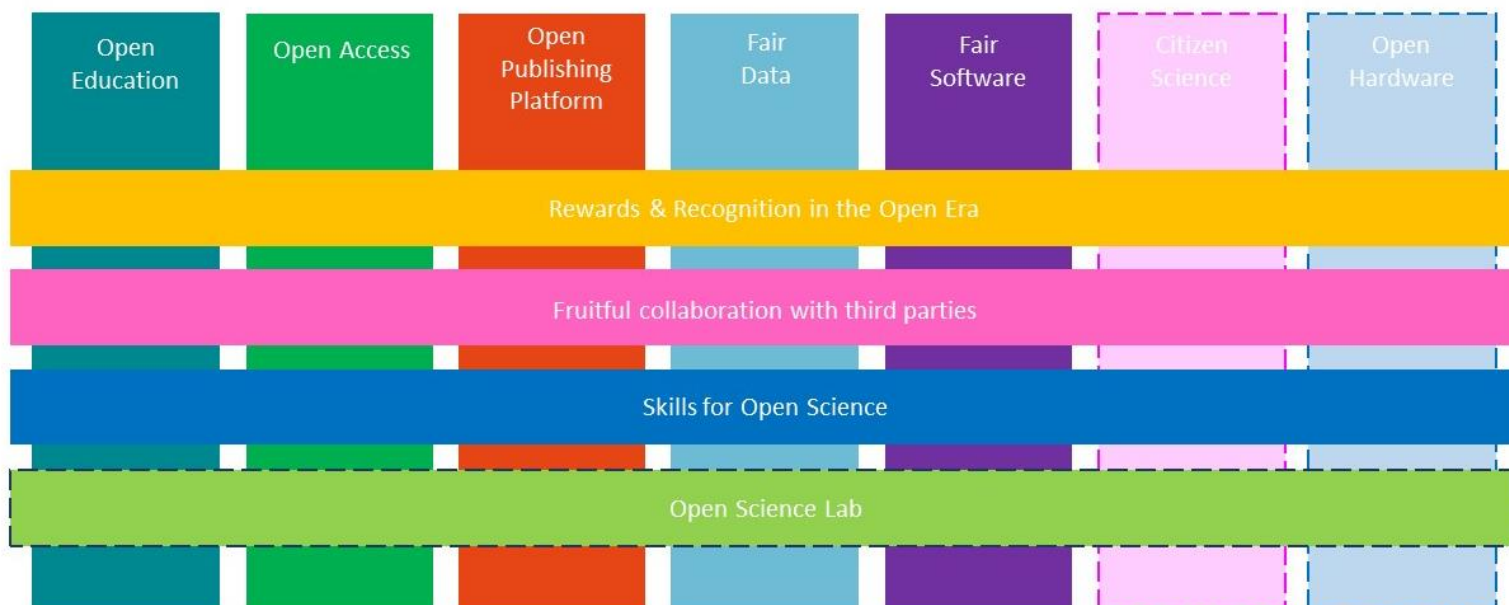 Open
Education
Open Access
Open
Publishing
Platform
Fair
Data
Fair
Software
Citizen
Science
Open
Hardware
Rewards & Recognition in the Open Era
Fruitful collaboration with third parties
Skills for Open Science
Open Science Lab